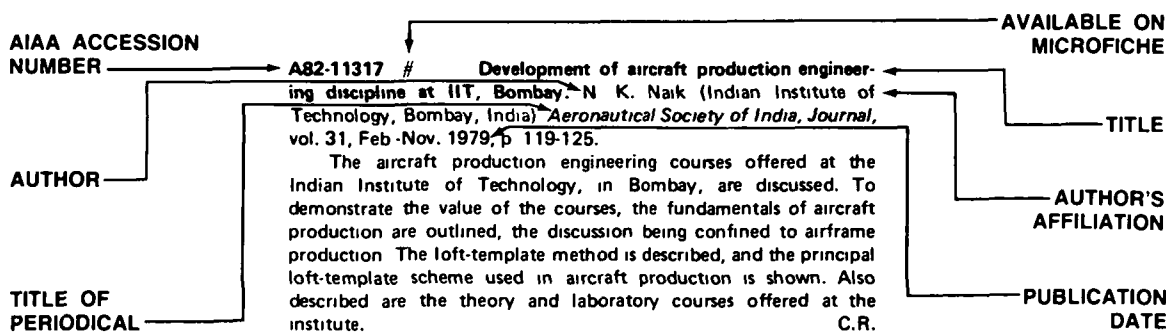 AVAILABLE ON
MICROFICHE
AIAA ACCESSION
NUMBER
A82-11317 # Development of aircraft production engineer-
ing discipline at IIT, Bombay. N K. Naik (Indian Institute of
Technology, Bombay, India) Aeronautical Society of India, Journal,
vol. 31, Feb -Nov. 1979, p 119-125.
TITLE
The aircraft production engineering courses offered at the
Indian Institute of Technology, in Bombay, are discussed. To
demonstrate the value of the courses, the fundamentals of aircraft
production are outlined, the discussion being confined to airframe
production The loft-template method is described, and the principal
loft-template scheme used in aircraft production is shown. Also
described are the theory and laboratory courses offered at the
institute. C.R.
AUTHOR
AUTHOR'S
AFFILIATION
TITLE OF
PERIODICAL
PUBLICATION
DATE